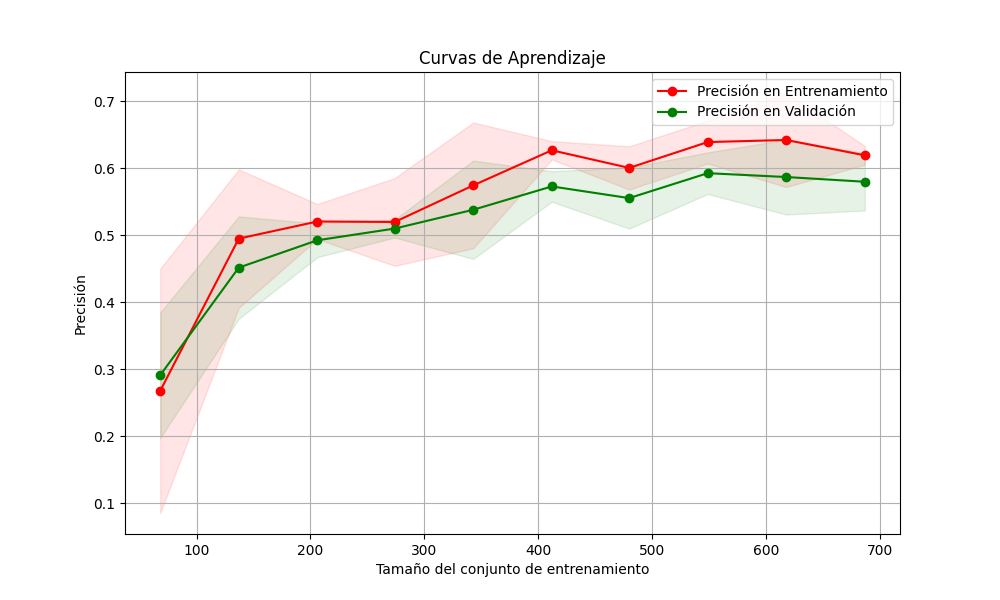 Curvas de Aprendizaje
Precisión en Entrenamiento
Precisión en Validación
Precisión
0.7
0.6
0.5
0.4
0.3
0.2
0.1
100 200 300 400 500 600 700
Tamaño del conjunto de entrenamiento